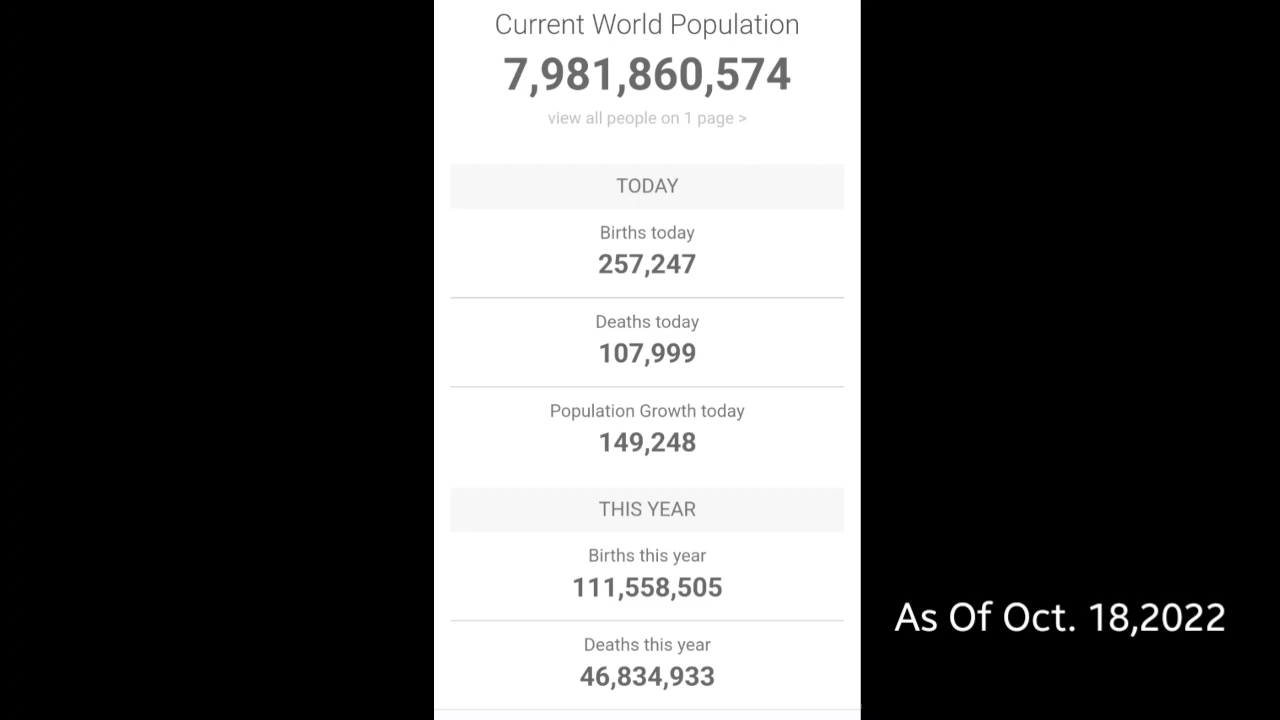 Current World Population
7,981,860,574
view all people on 1 page >
TODAY
Births today
257,247
Deaths today
107,999
Population Growth today
149,248
THIS YEAR
Births this year
111,558,505
Deaths this year
46,834,933
As Of Oct. 18,2022